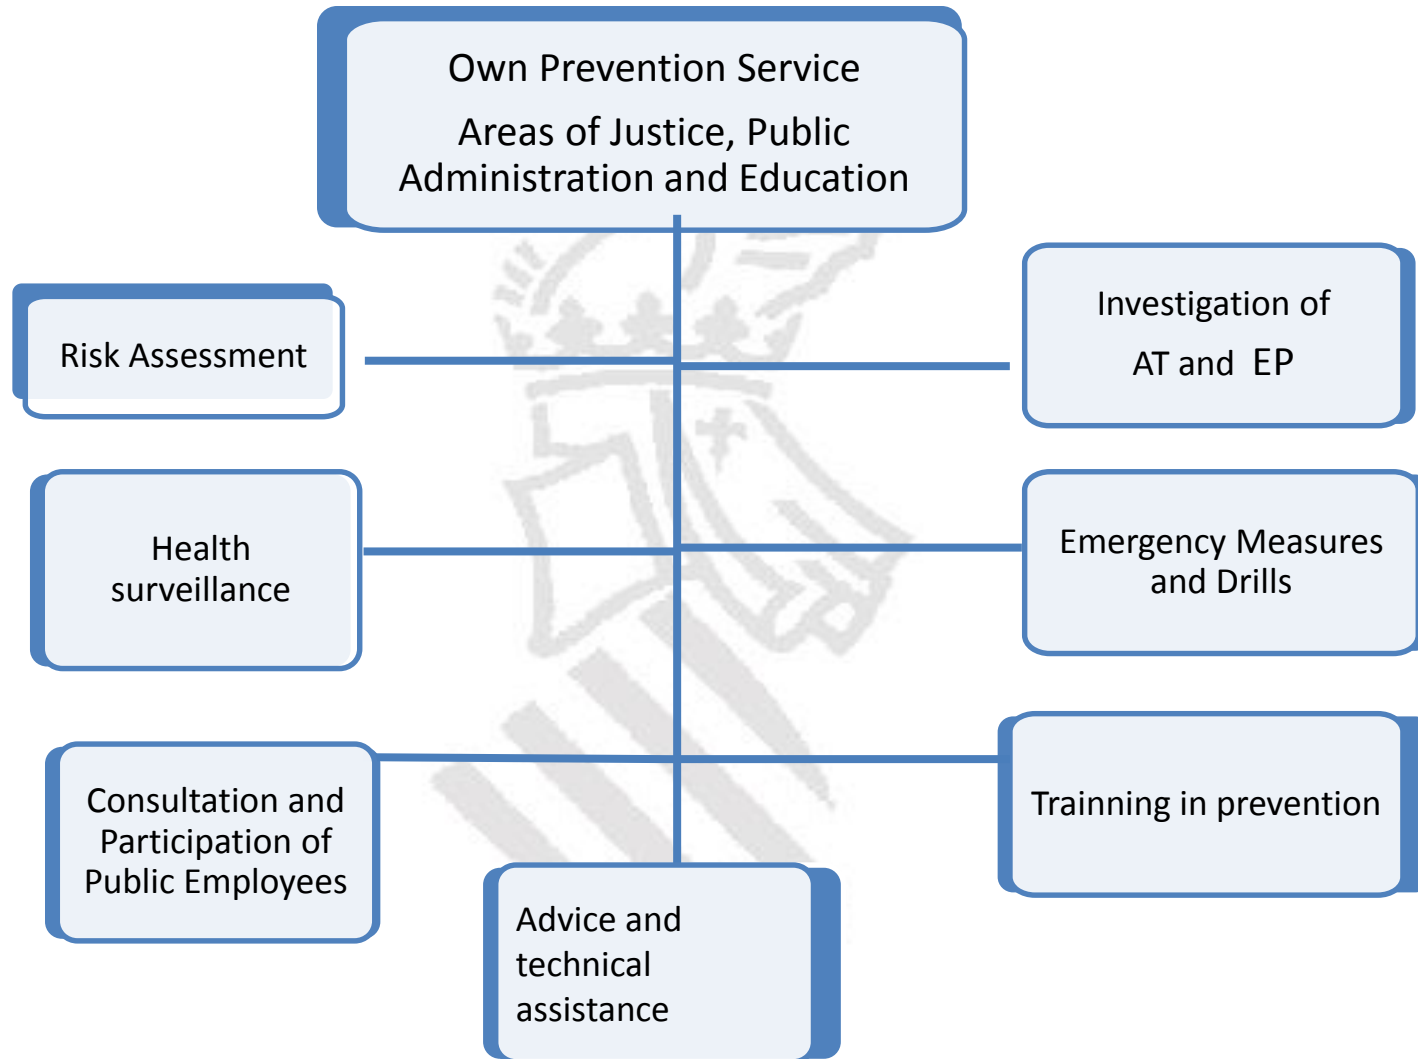 Own Prevention Service
Areas of Justice, Public
Administration and Education
Risk Assessment
Investigation of
AT and EP
Health
surveillance
Emergency Measures
and Drills
Consultation and
Participation of
Public Employees
Trainning in prevention
Advice and
technical
assistance